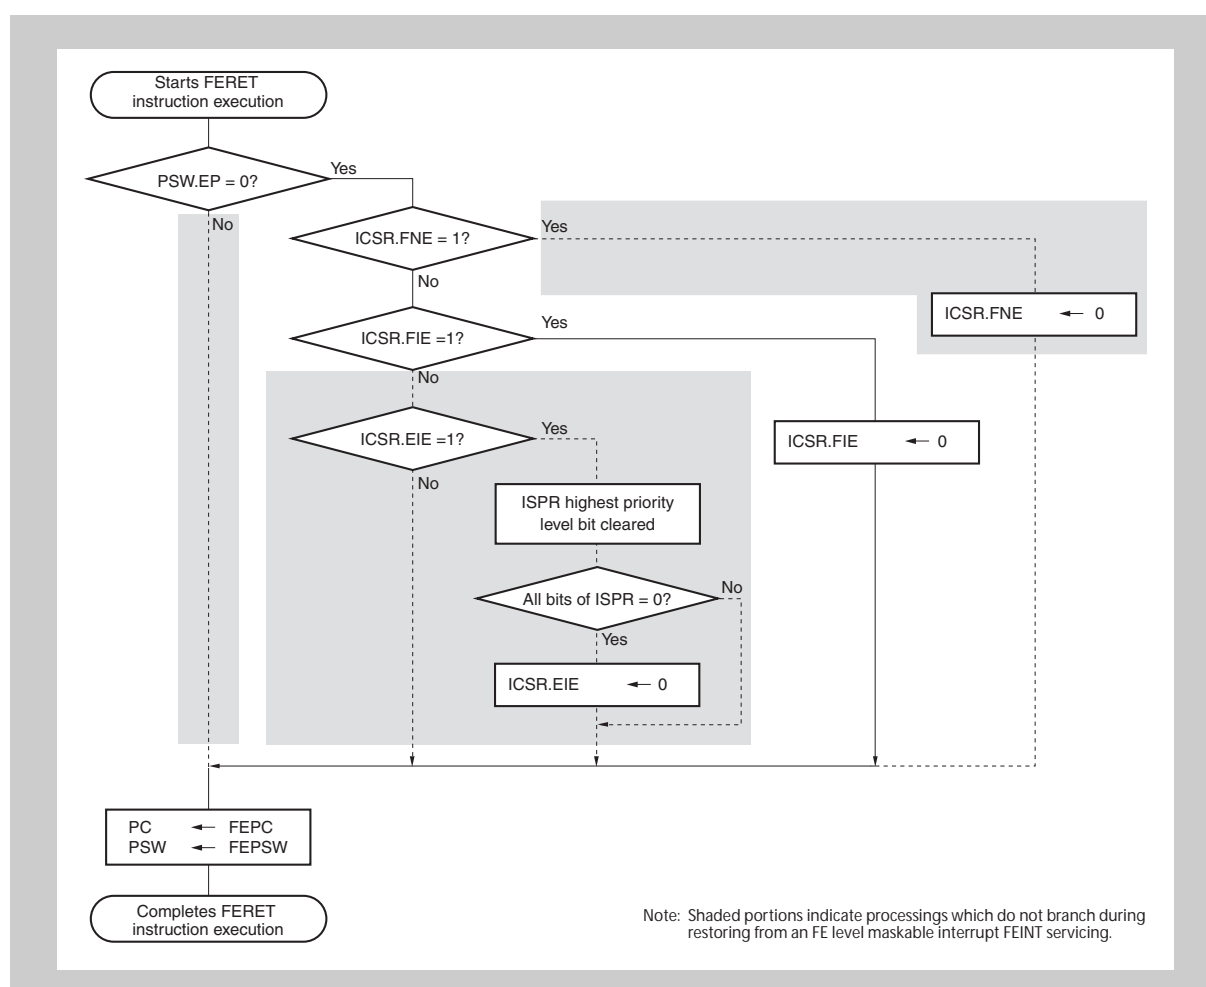 Starts FERET
instruction execution
PSW.EP = 0?
Yes
No
ICSR.FNE = 1?
Yes
No
ICSR.FNE ← 0
ICSR.FIE =1?
Yes
No
ICSR.FIE ← 0
ICSR.EIE =1?
Yes
No
ISPR highest priority
level bit cleared
All bits of ISPR = 0?
No
Yes
ICSR.EIE ← 0
PC ← FEPC
PSW ← FEPSW
Completes FERET
instruction execution
Note: Shaded portions indicate processings which do not branch during
restoring from an FE level maskable interrupt FEINT servicing.